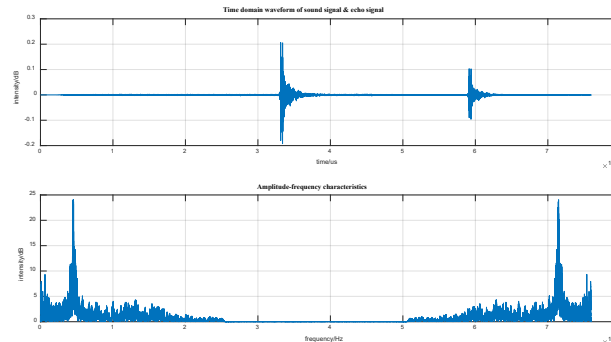 Time domain waveform of sound signal & echo signal
0.3
0.2
0.1
0
-0.1
-0.2
intensity/dB
0 1 2 3 4 5 6 7
time/us
Amplitude-frequency characteristics
25
20
15
10
5
0
intensity/dB
0 1 2 3 4 5 6 7
frequency/Hz